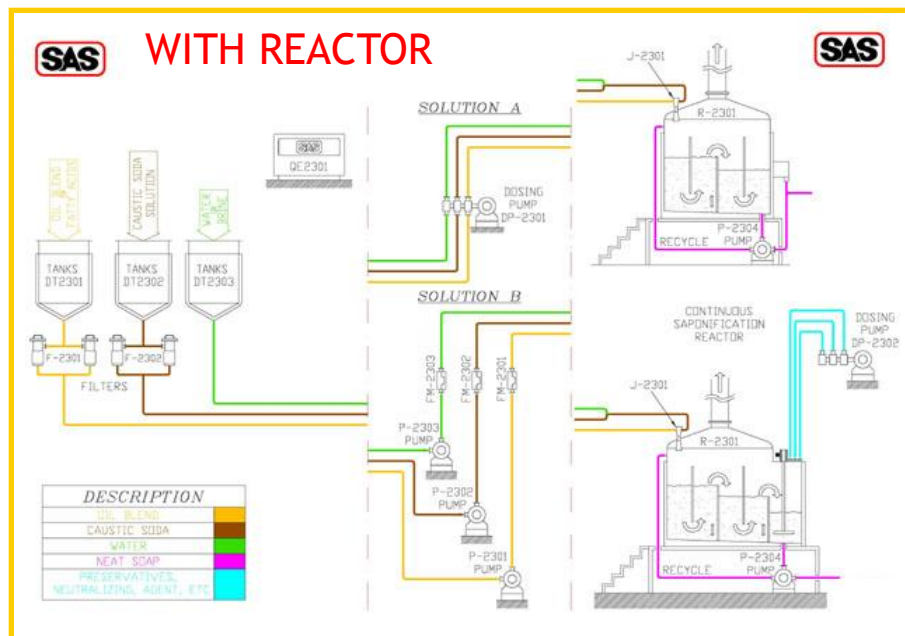 SAS
WITH REACTOR
SAS
OIL BLEND
&
FATTY ACIDS
CAUSTIC SODA
SOLUTION
WATER
&
BRINE
TANKS
DT2301
TANKS
DT2302
TANKS
DT2303
F-2301
F-2302
FILTERS
SAS
QE2301
SOLUTION A
DOSING
PUMP
DP-2301
SOLUTION B
FM-2303
FM-2302
FM-2301
P-2303
PUMP
P-2302
PUMP
P-2301
PUMP
J-2301
R-2301
P-2304
PUMP
RECYCLE
CONTINUOUS
SAPONIFICATION
REACTOR
DOSING
PUMP
DP-2302
J-2301
R-2301
P-2304
PUMP
RECYCLE
DESCRIPTION
OIL BLEND
CAUSTIC SODA
WATER
NEAT SOAP
PRESERVATIVES,
NEUTRALIZING, AGENT, ETC